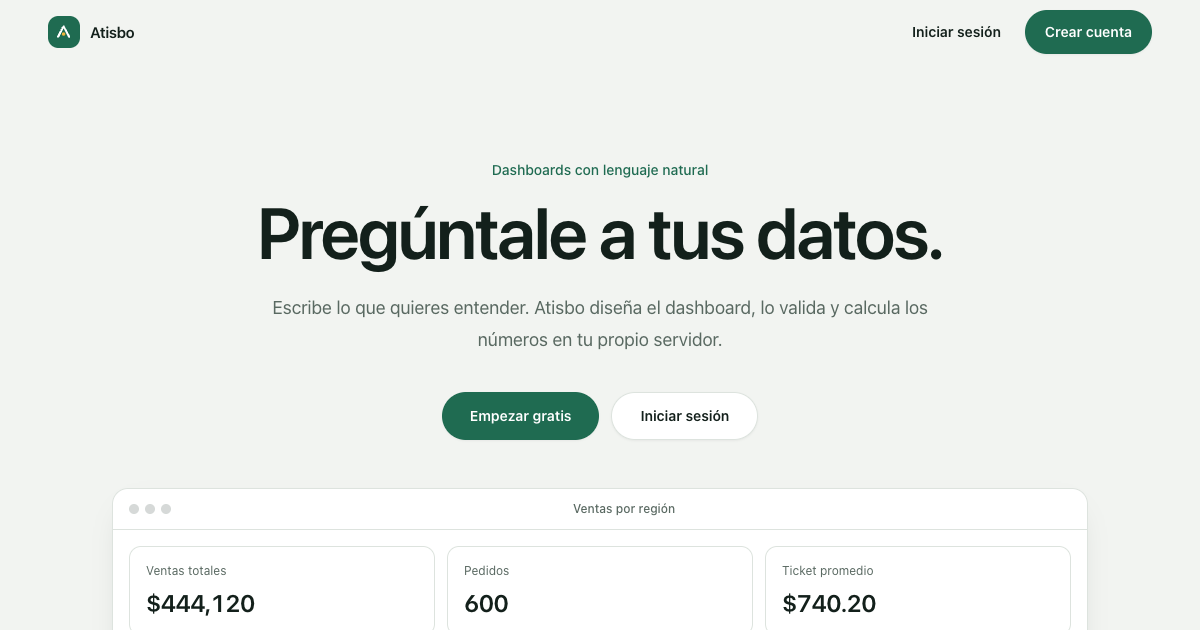 Atisbo
Iniciar sesión
Crear cuenta
Dashboards con lenguaje natural
Pregúntale a tus datos.
Escribe lo que quieres entender. Atisbo diseña el dashboard, lo valida y calcula los
números en tu propio servidor.
Empezar gratis
Iniciar sesión
Ventas por región
Ventas totales
$444,120
Pedidos
600
Ticket promedio
$740.20